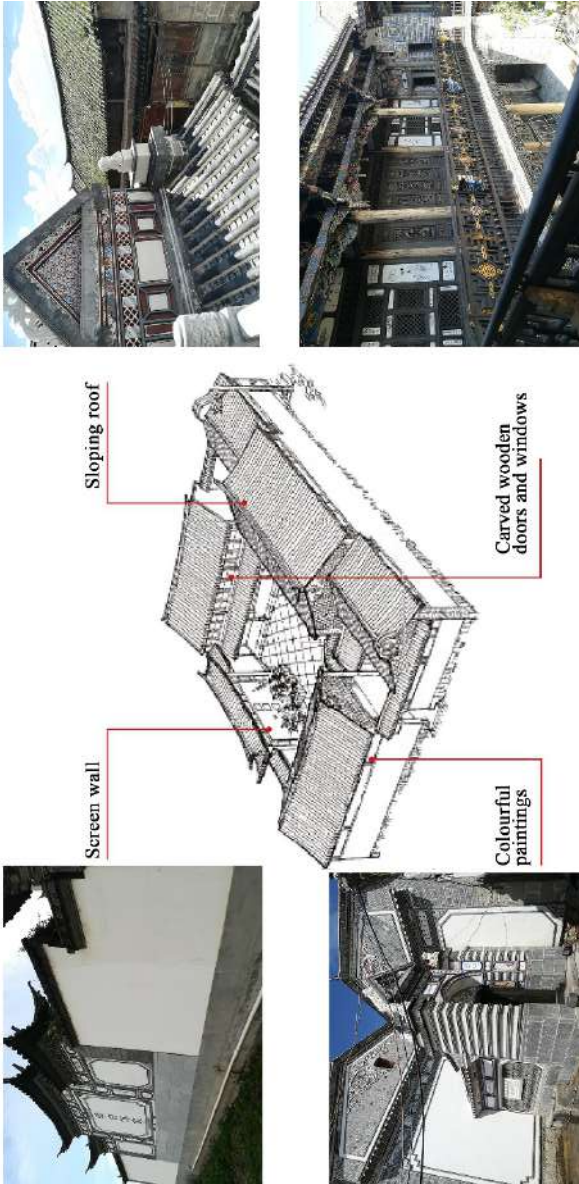 Screen wall
Sloping roof
Colourful
paintings
Carved wooden
doors and windows